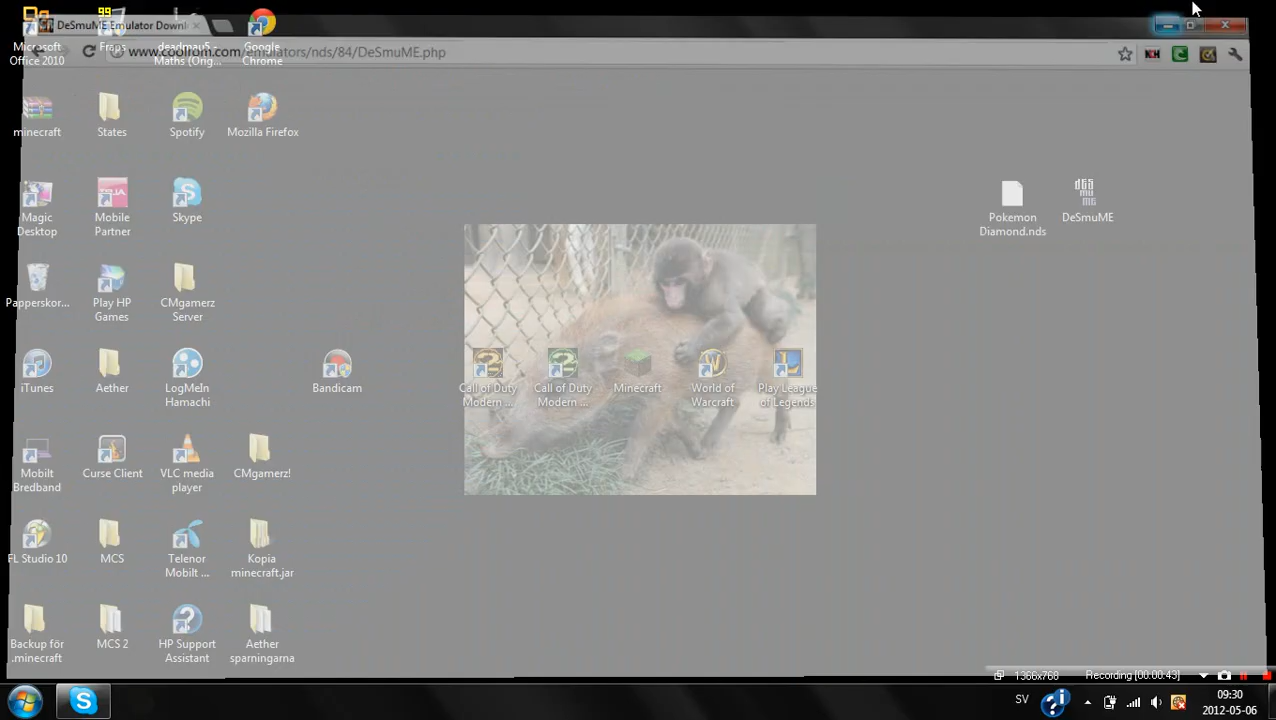 DeSmuME Emulator Downl
www.coolrom.com/emulators/nds/84/DeSmuME.php
Microsoft
Office 2010
99
Fraps
deadmau5 -
Maths (Orig...
Google
Chrome
minecraft
States
Spotify
Mozilla Firefox
Magic
Desktop
TELIA
Mobile
Partner
Skype
Pokemon
Diamond.nds
DeSmuME
Papperskor...
Play HP
Games
CMgamerz
Server
iTunes
Aether
LogMeIn
Hamachi
Bandicam
Call of Duty
Modern ...
Call of Duty
Modern ...
Minecraft
World of
Warcraft
Play League
of Legends
Mobilt
Bredband
Curse Client
VLC media
player
CMgamerz!
FL Studio 10
MCS
Telenor
Mobilt ...
Kopia
minecraft.jar
Backup för
.minecraft
MCS 2
HP Support
Assistant
Aether
sparningarna
1366x768
Recording [00:00:43]
SV
09:30
2012-05-06